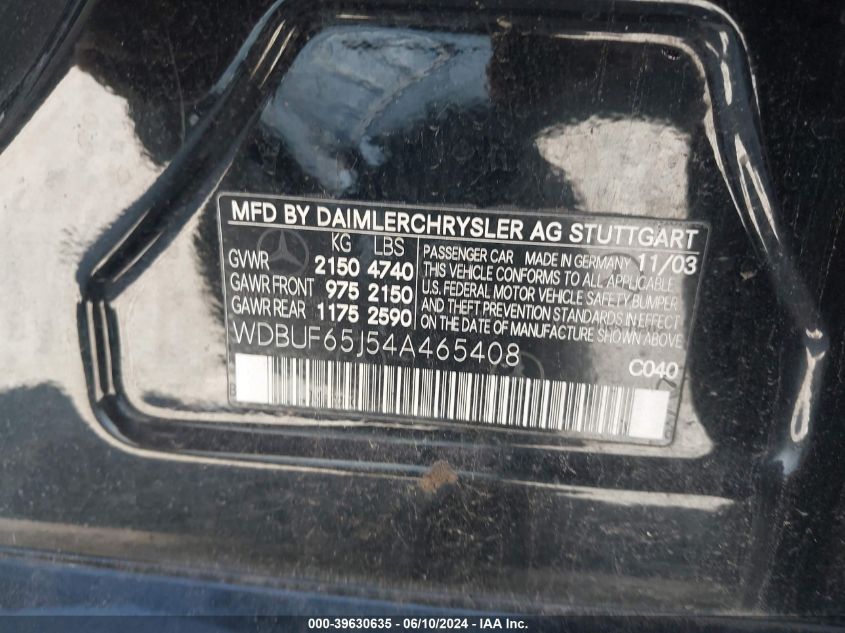 MFD BY DAIMLERCHRYSLER AG STUTTGART
KG LBS
GVWR 2150 4740
GAWR FRONT 975 2150
GAWR REAR 1175 2590
PASSENGER CAR MADE IN GERMANY 11/03
THIS VEHICLE CONFORMS TO ALL APPLICABLE
U.S. FEDERAL MOTOR VEHICLE SAFETY BUMPER
AND THEFT PREVENTION STANDARDS IN EFFECT
ON THE DATE OF MANUFACTURE SHOWN ABOVE
WDBUF65J54A465408
C040
000-39630635 - 06/10/2024 - IAA Inc.